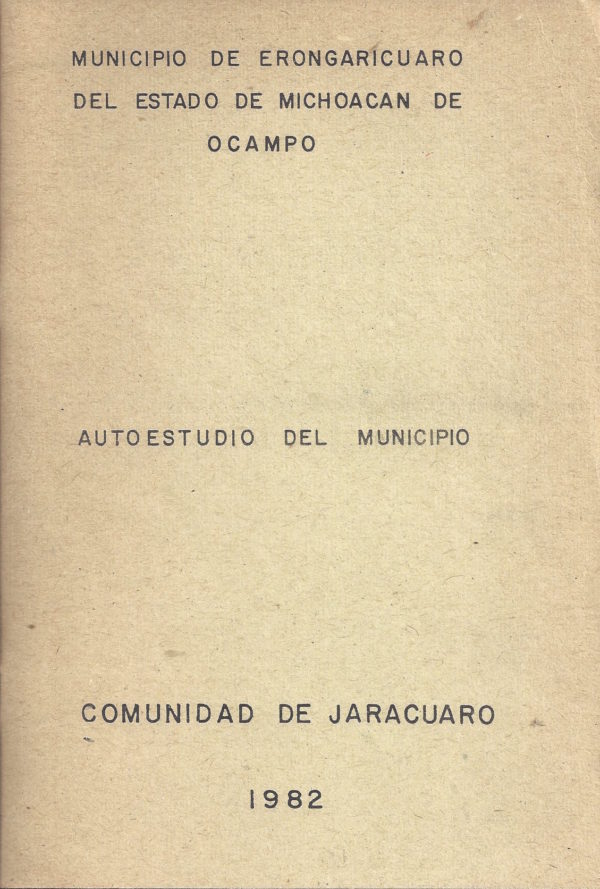 MUNICIPIO DE ERONGARICUARO
DEL ESTADO DE MICHOACAN DE
OCAMPO
AUTOESTUDIO DEL MUNICIPIO
COMUNIDAD DE JARACUARO
1982